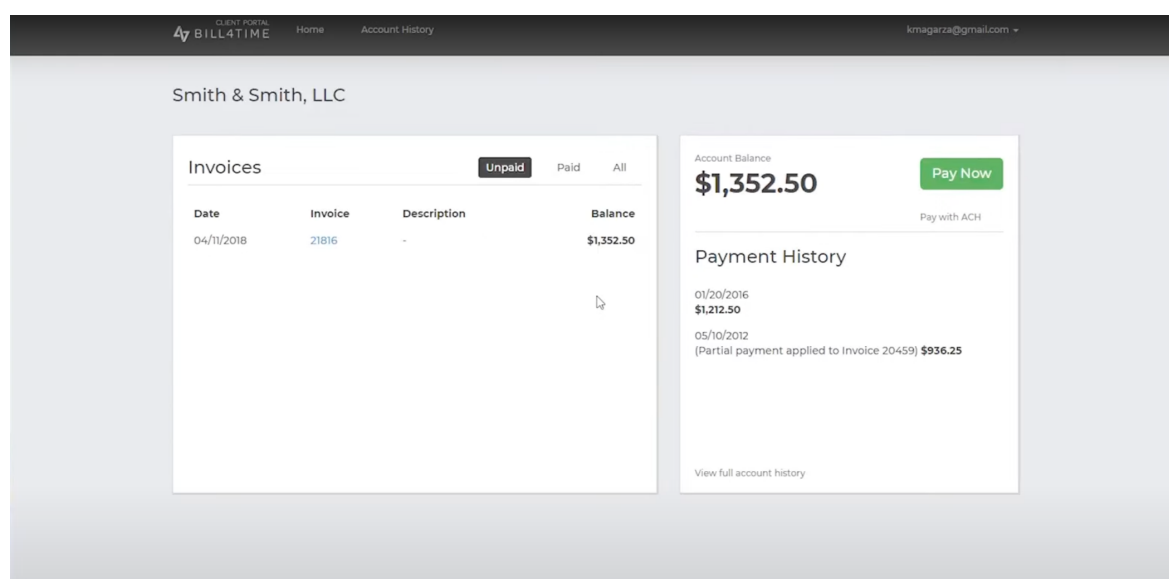 CLIENT PORTAL
BILL4TIME
Home
Account History
kmagarza@gmail.com
Smith & Smith, LLC
Invoices
Unpaid
Paid
All
Date Invoice Description Balance
04/11/2018 21816 - $1,352.50
Account Balance
$1,352.50
Pay Now
Pay with ACH
Payment History
01/20/2016
$1,212.50
05/10/2012
(Partial payment applied to Invoice 20459) $936.25
View full account history